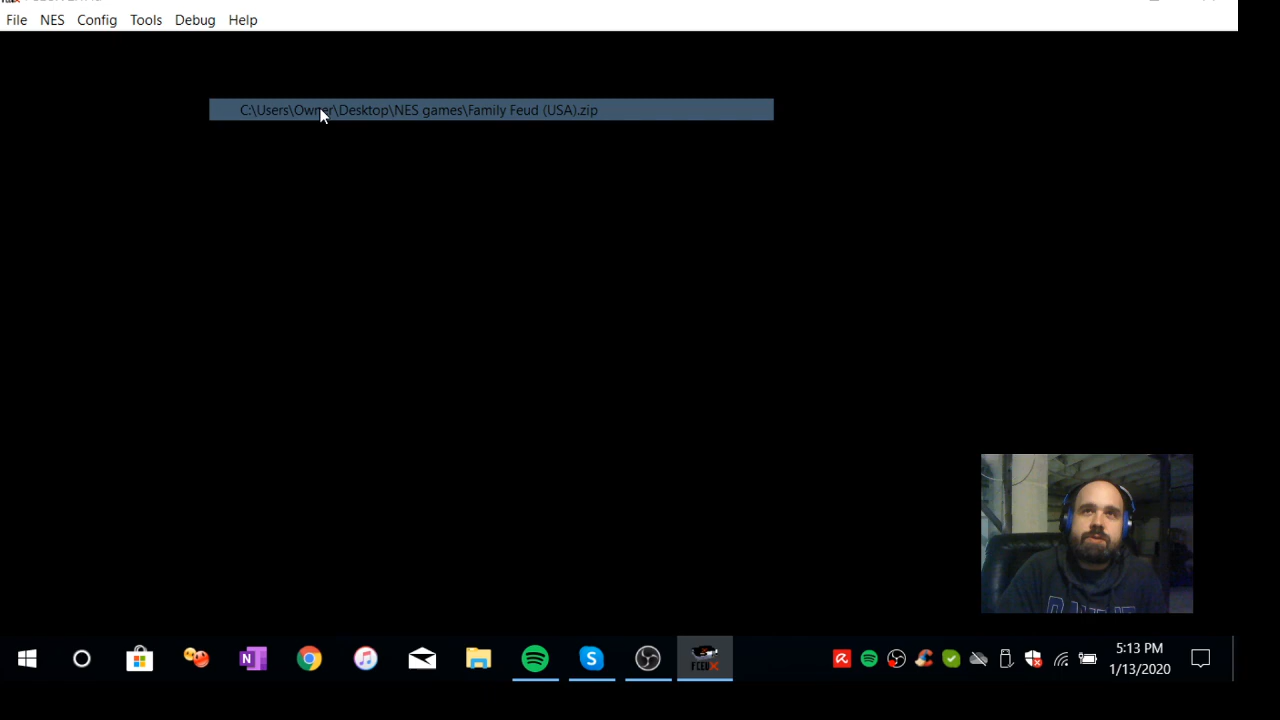 File NES Config Tools Debug Help
C:\Users\Owner\Desktop\NES games\Family Feud (USA).zip
5:13 PM
1/13/2020